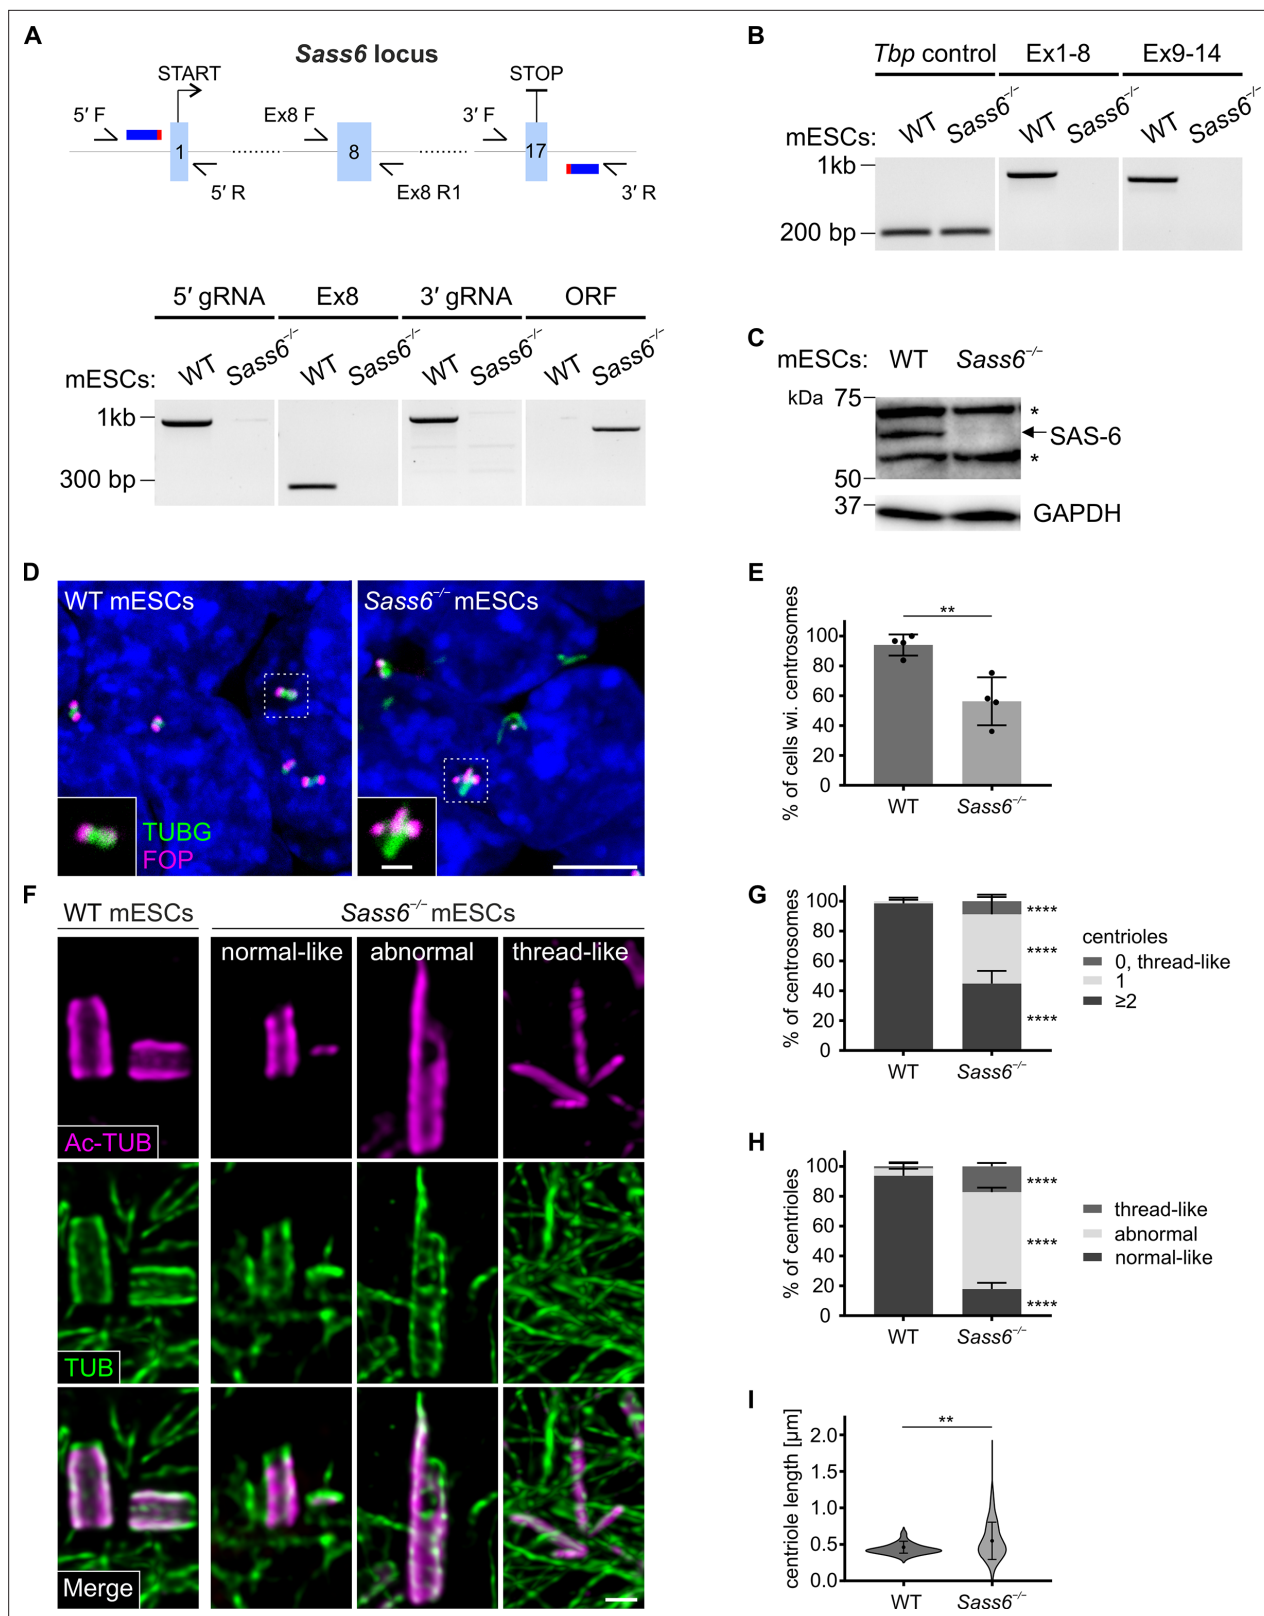 A
Sass6 locus
START
STOP
5′ F
Ex8 F
3′ F
1
8
17
5′ R
Ex8 R1
3′ R
5′ gRNA
Ex8
3′ gRNA
ORF
mESCs:
WT
Sass6⁻/⁻
WT
Sass6⁻/⁻
WT
Sass6⁻/⁻
WT
Sass6⁻/⁻
1kb
300 bp
B
Tbp control
Ex1-8
Ex9-14
mESCs:
WT
Sass6⁻/⁻
WT
Sass6⁻/⁻
WT
Sass6⁻/⁻
1kb
200 bp
C
mESCs:
WT
Sass6⁻/⁻
kDa
75
*
SAS-6
*
50
37
GAPDH
D
WT mESCs
Sass6⁻/⁻ mESCs
TUBG
FOP
E
% of cells wi. centrosomes
**
100
80
60
40
20
0
WT
Sass6⁻/⁻
F
WT mESCs
Sass6⁻/⁻ mESCs
normal-like
abnormal
thread-like
Ac-TUB
TUB
Merge
G
% of centrosomes
100
80
60
40
20
0
****
****
****
WT
Sass6⁻/⁻
centrioles
0, thread-like
1
≥2
H
% of centrioles
100
80
60
40
20
0
****
****
****
WT
Sass6⁻/⁻
thread-like
abnormal
normal-like
I
centriole length [µm]
**
2.0
1.5
1.0
0.5
0.0
WT
Sass6⁻/⁻